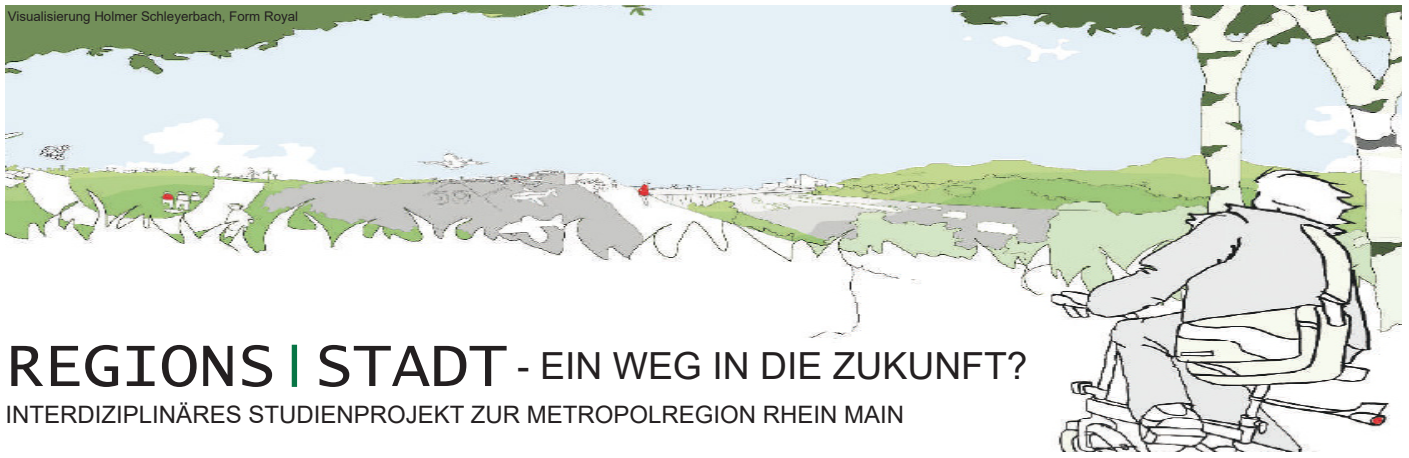 Visualisierung Holmer Schleyerbach, Form Royal
REGIONS | STADT - EIN WEG IN DIE ZUKUNFT?
INTERDIZIPLINÄRES STUDIENPROJEKT ZUR METROPOLREGION RHEIN MAIN